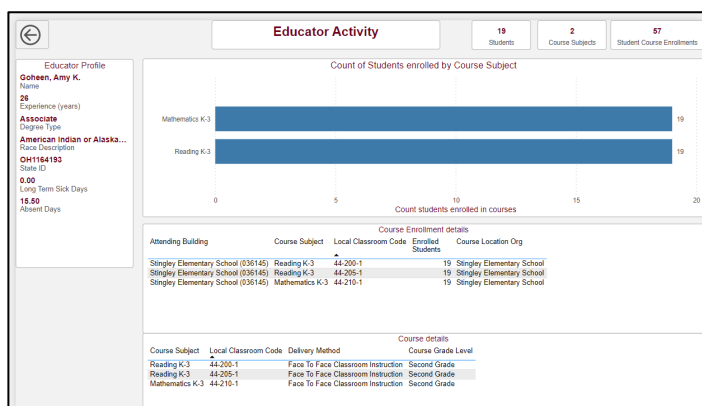 Educator Activity
19
Students
2
Course Subjects
57
Student Course Enrollments
Educator Profile
Goheen, Amy K.
Name
26
Experience (years)
Associate
Degree Type
American Indian or Alaska...
Race Description
OH1164193
State ID
0.00
Long Term Sick Days
15.50
Absent Days
Count of Students enrolled by Course Subject
Mathematics K-3 19
Reading K-3 19
0 5 10 15 20
Count students enrolled in courses
Course Enrollment details
Attending Building Course Subject Local Classroom Code Enrolled Students Course Location Org
Stingley Elementary School (036145) Reading K-3 44-200-1 19 Stingley Elementary School
Stingley Elementary School (036145) Reading K-3 44-205-1 19 Stingley Elementary School
Stingley Elementary School (036145) Mathematics K-3 44-210-1 19 Stingley Elementary School
Course details
Course Subject Local Classroom Code Delivery Method Course Grade Level
Reading K-3 44-200-1 Face To Face Classroom Instruction Second Grade
Reading K-3 44-205-1 Face To Face Classroom Instruction Second Grade
Mathematics K-3 44-210-1 Face To Face Classroom Instruction Second Grade